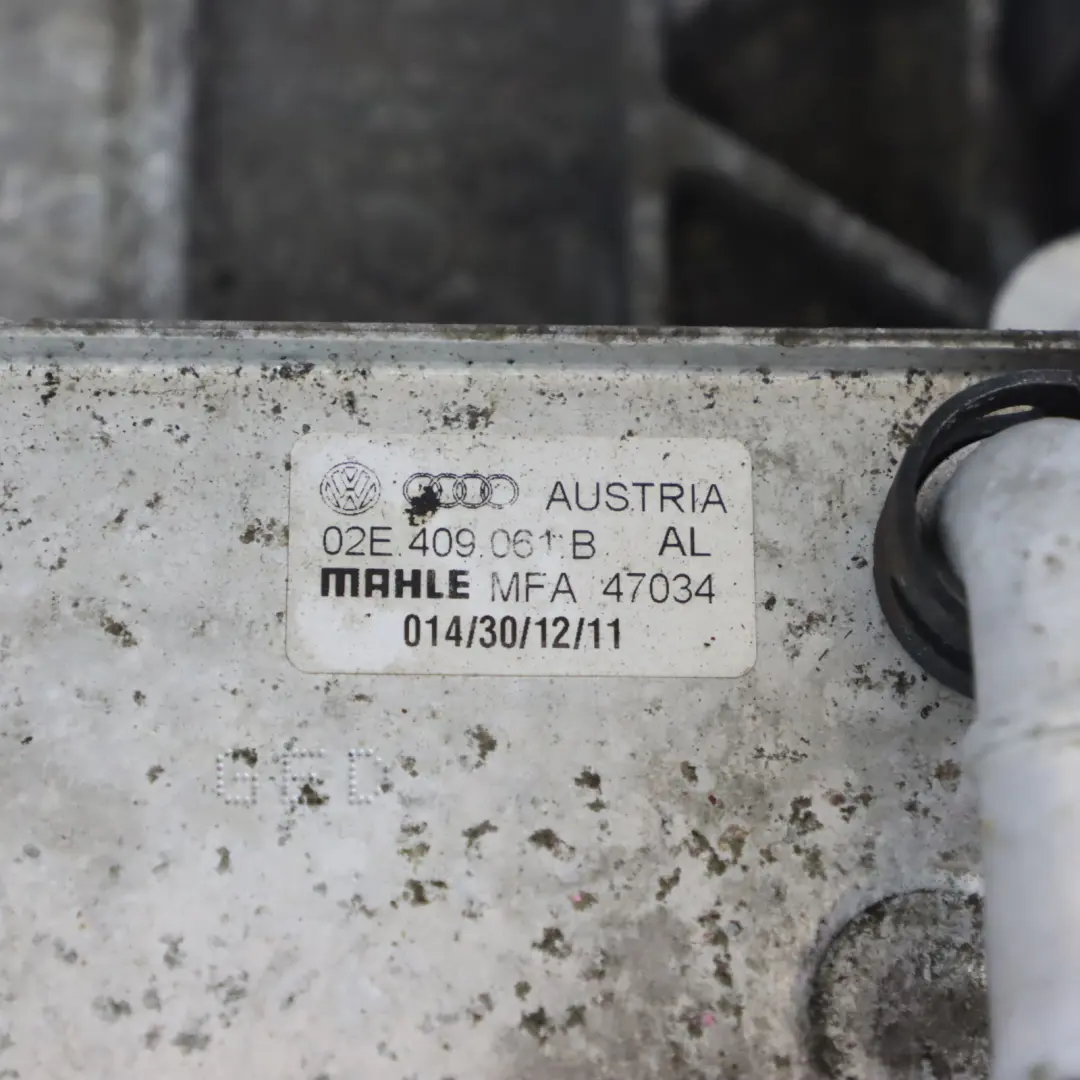 AUSTRIA
02E.409.061.B. AL
MAHLE MFA 47034
014/30/12/11